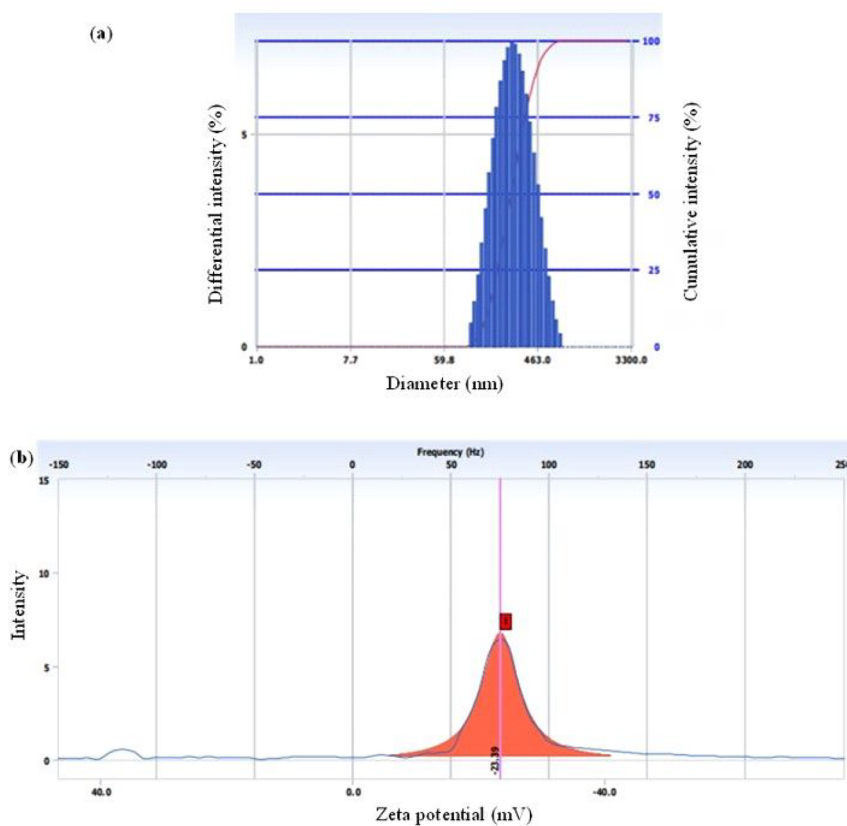 (a)
100
75
5
50
25
0
0
Differential intensity (%)
Cumulative intensity (%)
1.0 7.7 59.8 463.0 3300.0
Diameter (nm)
(b)
-150 -100 -50 0 50 100 150 200 250
Frequency (Hz)
15
10
5
0
Intensity
-23.39
40.0 0.0 -40.0
Zeta potential (mV)